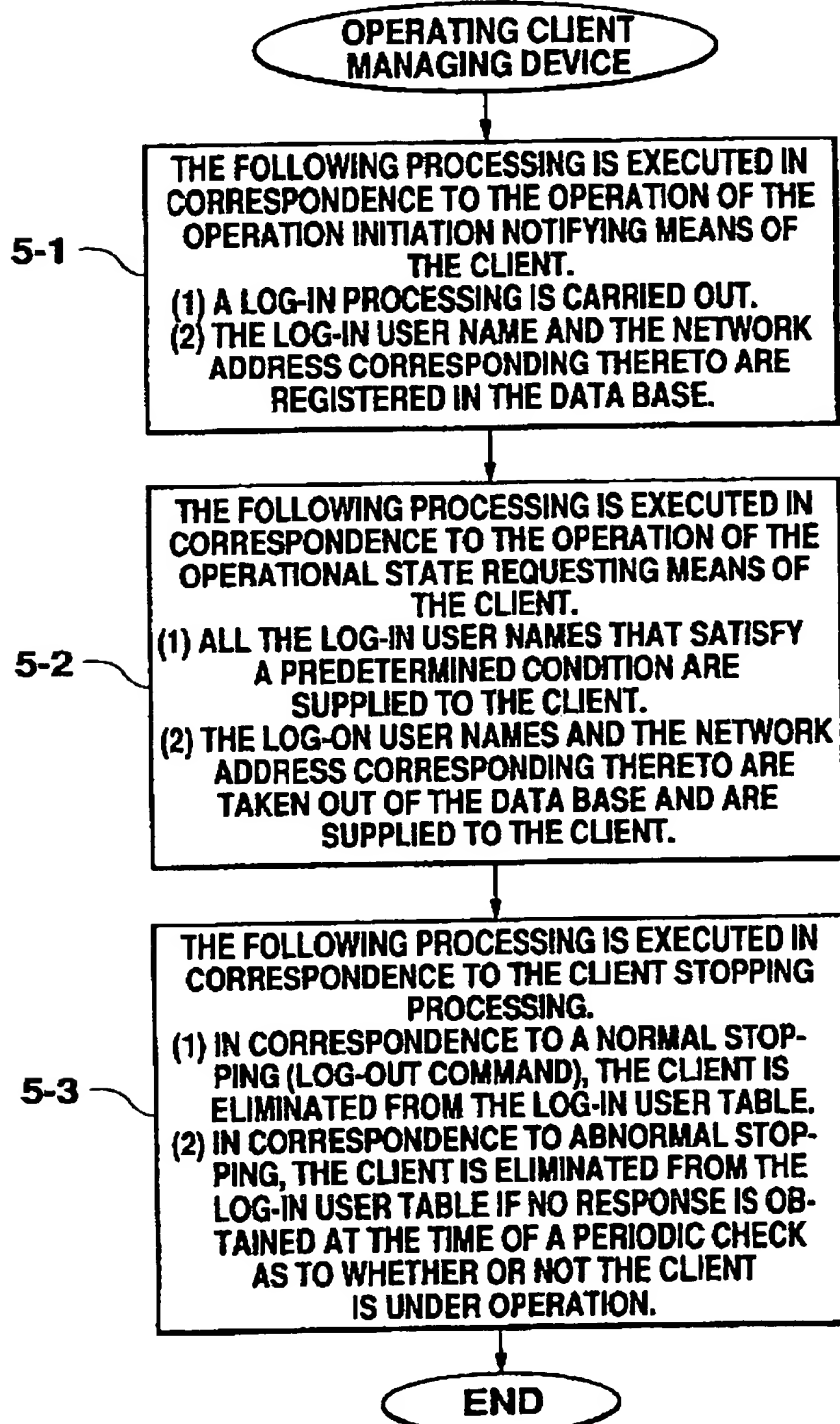 OPERATING CLIENT
MANAGING DEVICE
THE FOLLOWING PROCESSING IS EXECUTED IN
CORRESPONDENCE TO THE OPERATION OF THE
OPERATION INITIATION NOTIFYING MEANS OF
THE CLIENT.
(1) A LOG-IN PROCESSING IS CARRIED OUT.
(2) THE LOG-IN USER NAME AND THE NETWORK
ADDRESS CORRESPONDING THERETO ARE
REGISTERED IN THE DATA BASE.
5-1
THE FOLLOWING PROCESSING IS EXECUTED IN
CORRESPONDENCE TO THE OPERATION OF THE
OPERATIONAL STATE REQUESTING MEANS OF
THE CLIENT.
(1) ALL THE LOG-IN USER NAMES THAT SATISFY
A PREDETERMINED CONDITION ARE
SUPPLIED TO THE CLIENT.
(2) THE LOG-ON USER NAMES AND THE NETWORK
ADDRESS CORRESPONDING THERETO ARE
TAKEN OUT OF THE DATA BASE AND ARE
SUPPLIED TO THE CLIENT.
5-2
THE FOLLOWING PROCESSING IS EXECUTED IN
CORRESPONDENCE TO THE CLIENT STOPPING
PROCESSING.
(1) IN CORRESPONDENCE TO A NORMAL STOP-
PING (LOG-OUT COMMAND), THE CLIENT IS
ELIMINATED FROM THE LOG-IN USER TABLE.
(2) IN CORRESPONDENCE TO ABNORMAL STOP-
PING, THE CLIENT IS ELIMINATED FROM THE
LOG-IN USER TABLE IF NO RESPONSE IS OB-
TAINED AT THE TIME OF A PERIODIC CHECK
AS TO WHETHER OR NOT THE CLIENT
IS UNDER OPERATION.
5-3
END